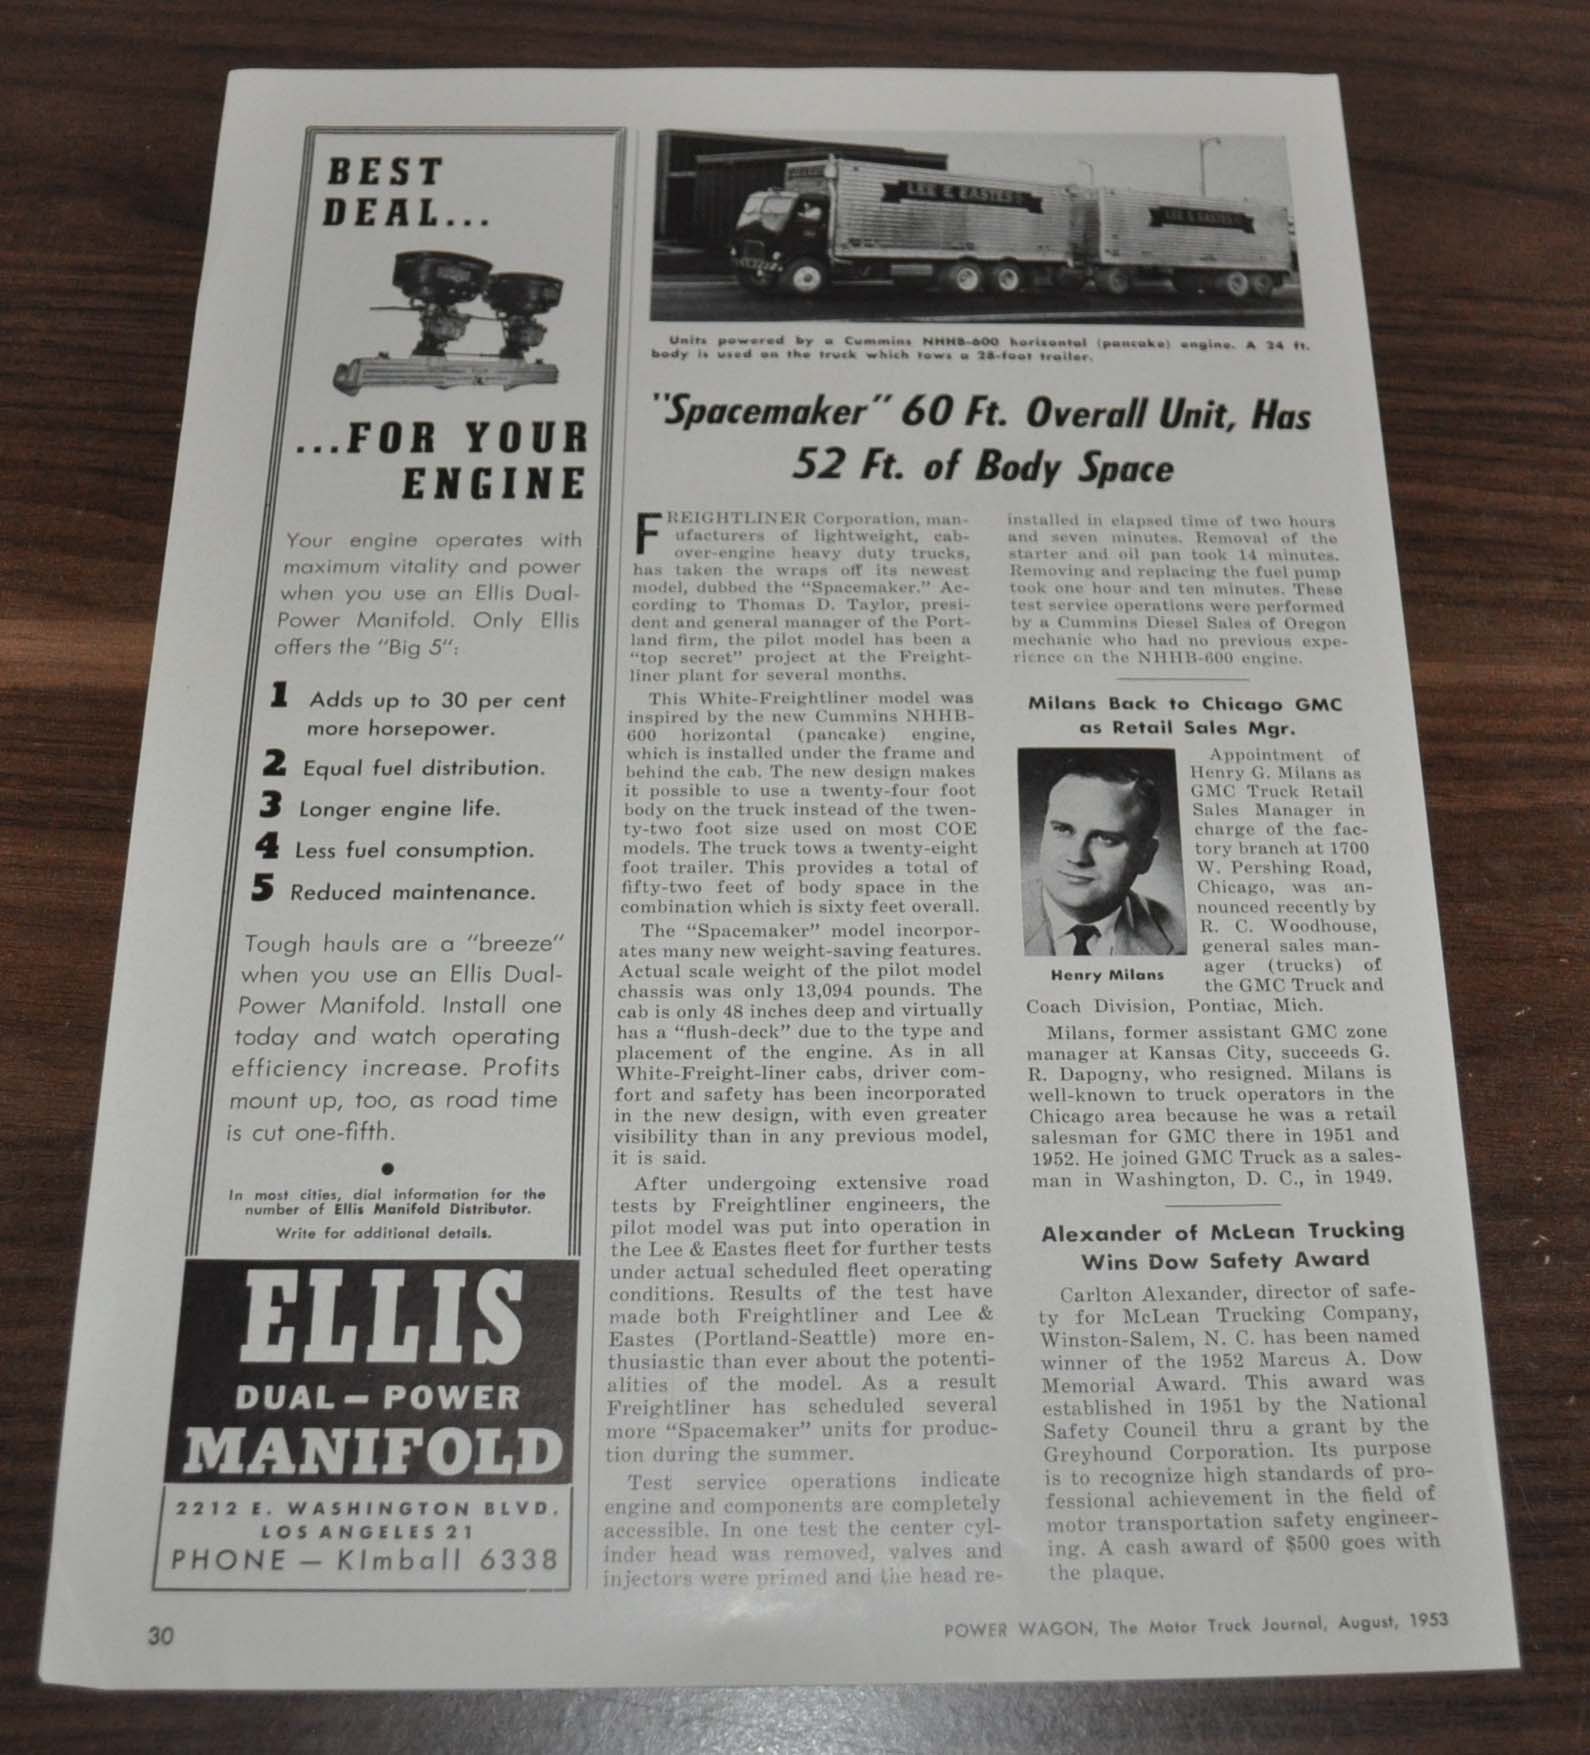 BEST
DEAL...
...FOR YOUR
ENGINE
Your engine operates with
maximum vitality and power
when you use an Ellis Dual-
Power Manifold. Only Ellis
offers the "Big 5":
1 Adds up to 30 per cent
more horsepower.
2 Equal fuel distribution.
3 Longer engine life.
4 Less fuel consumption.
5 Reduced maintenance.
Tough hauls are a "breeze"
when you use an Ellis Dual-
Power Manifold. Install one
today and watch operating
efficiency increase. Profits
mount up, too, as road time
is cut one-fifth.
In most cities, dial information for the
number of Ellis Manifold Distributor.
Write for additional details.
ELLIS
DUAL – POWER
MANIFOLD
2212 E. WASHINGTON BLVD.
LOS ANGELES 21
PHONE – KImball 6338
LEE & EASTES
LEE & EASTES
Units powered by a Cummins NHHB-600 horizontal (pancake) engine. A 24 ft.
body is used on the truck which tows a 28-foot trailer.
"Spacemaker" 60 Ft. Overall Unit, Has
52 Ft. of Body Space
FREIGHTLINER Corporation, man-
ufacturers of lightweight, cab-
over-engine heavy duty trucks,
has taken the wraps off its newest
model, dubbed the "Spacemaker." Ac-
cording to Thomas D. Taylor, presi-
dent and general manager of the Port-
land firm, the pilot model has been a
"top secret" project at the Freight-
liner plant for several months.
This White-Freightliner model was
inspired by the new Cummins NHHB-
600 horizontal (pancake) engine,
which is installed under the frame and
behind the cab. The new design makes
it possible to use a twenty-four foot
body on the truck instead of the twen-
ty-two foot size used on most COE
models. The truck tows a twenty-eight
foot trailer. This provides a total of
fifty-two feet of body space in the
combination which is sixty feet overall.
The "Spacemaker" model incorpor-
ates many new weight-saving features.
Actual scale weight of the pilot model
chassis was only 13,094 pounds. The
cab is only 48 inches deep and virtually
has a "flush-deck" due to the type and
placement of the engine. As in all
White-Freight-liner cabs, driver com-
fort and safety has been incorporated
in the new design, with even greater
visibility than in any previous model,
it is said.
After undergoing extensive road
tests by Freightliner engineers, the
pilot model was put into operation in
the Lee & Eastes fleet for further tests
under actual scheduled fleet operating
conditions. Results of the test have
made both Freightliner and Lee &
Eastes (Portland-Seattle) more en-
thusiastic than ever about the potenti-
alities of the model. As a result
Freightliner has scheduled several
more "Spacemaker" units for produc-
tion during the summer.
Test service operations indicate
engine and components are completely
accessible. In one test the center cyl-
inder head was removed, valves and
injectors were primed and the head re-
installed in elapsed time of two hours
and seven minutes. Removal of the
starter and oil pan took 14 minutes.
Removing and replacing the fuel pump
took one hour and ten minutes. These
test service operations were performed
by a Cummins Diesel Sales of Oregon
mechanic who had no previous expe-
rience on the NHHB-600 engine.
Milans Back to Chicago GMC
as Retail Sales Mgr.
Appointment of
Henry G. Milans as
GMC Truck Retail
Sales Manager in
charge of the fac-
tory branch at 1700
W. Pershing Road,
Chicago, was an-
nounced recently by
R. C. Woodhouse,
general sales man-
ager (trucks) of
the GMC Truck and
Henry Milans
Coach Division, Pontiac, Mich.
Milans, former assistant GMC zone
manager at Kansas City, succeeds G.
R. Dapogny, who resigned. Milans is
well-known to truck operators in the
Chicago area because he was a retail
salesman for GMC there in 1951 and
1952. He joined GMC Truck as a sales-
man in Washington, D. C., in 1949.
Alexander of McLean Trucking
Wins Dow Safety Award
Carlton Alexander, director of safe-
ty for McLean Trucking Company,
Winston-Salem, N. C. has been named
winner of the 1952 Marcus A. Dow
Memorial Award. This award was
established in 1951 by the National
Safety Council thru a grant by the
Greyhound Corporation. Its purpose
is to recognize high standards of pro-
fessional achievement in the field of
motor transportation safety engineer-
ing. A cash award of $500 goes with
the plaque.
30
POWER WAGON, The Motor Truck Journal, August, 1953